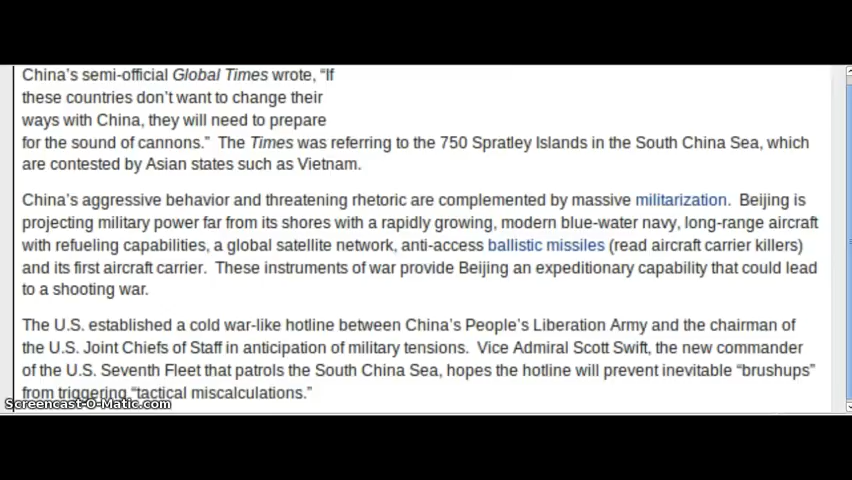 China's semi-official Global Times wrote, “If
these countries don't want to change their
ways with China, they will need to prepare
for the sound of cannons.”  The Times was referring to the 750 Spratley Islands in the South China Sea, which
are contested by Asian states such as Vietnam.
China's aggressive behavior and threatening rhetoric are complemented by massive militarization.  Beijing is
projecting military power far from its shores with a rapidly growing, modern blue-water navy, long-range aircraft
with refueling capabilities, a global satellite network, anti-access ballistic missiles (read aircraft carrier killers)
and its first aircraft carrier.  These instruments of war provide Beijing an expeditionary capability that could lead
to a shooting war.
The U.S. established a cold war-like hotline between China's People's Liberation Army and the chairman of
the U.S. Joint Chiefs of Staff in anticipation of military tensions.  Vice Admiral Scott Swift, the new commander
of the U.S. Seventh Fleet that patrols the South China Sea, hopes the hotline will prevent inevitable “brushups”
from triggering “tactical miscalculations.”
Screencast-O-Matic.com